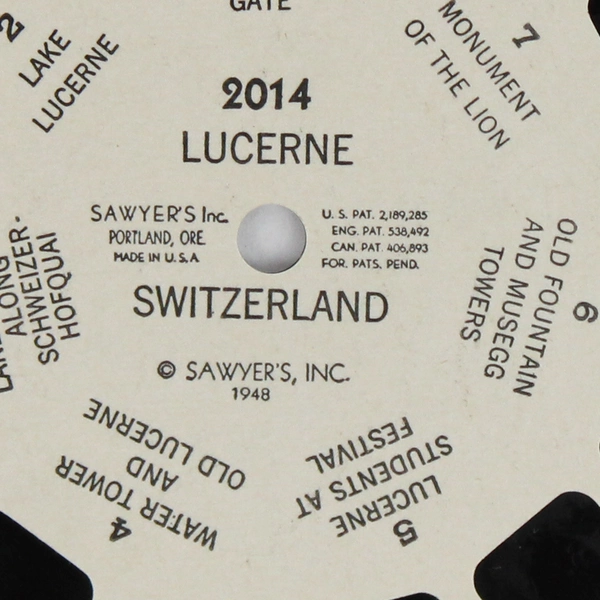 GATE
2014
LUCERNE
SAWYER'S Inc.
PORTLAND, ORE.
MADE IN U.S.A.
U.S. PAT. 2,189,285
ENG. PAT. 538,492
CAN. PAT. 406,893
FOR. PATS. PEND.
SWITZERLAND
© SAWYER'S, INC.
1948
2
LAKE
LUCERNE
ALONG
SCHWEIZER-
HOFQUAI
4
WATER TOWER
AND
OLD LUCERNE
5
LUCERNE
STUDENTS AT
FESTIVAL
6
OLD FOUNTAIN
AND MUSEGG
TOWERS
7
MONUMENT
OF THE LION